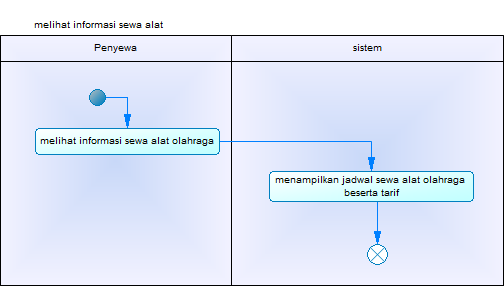 melihat informasi sewa alat
Penyewa
sistem
melihat informasi sewa alat olahraga
menampilkan jadwal sewa alat olahraga
beserta tarif